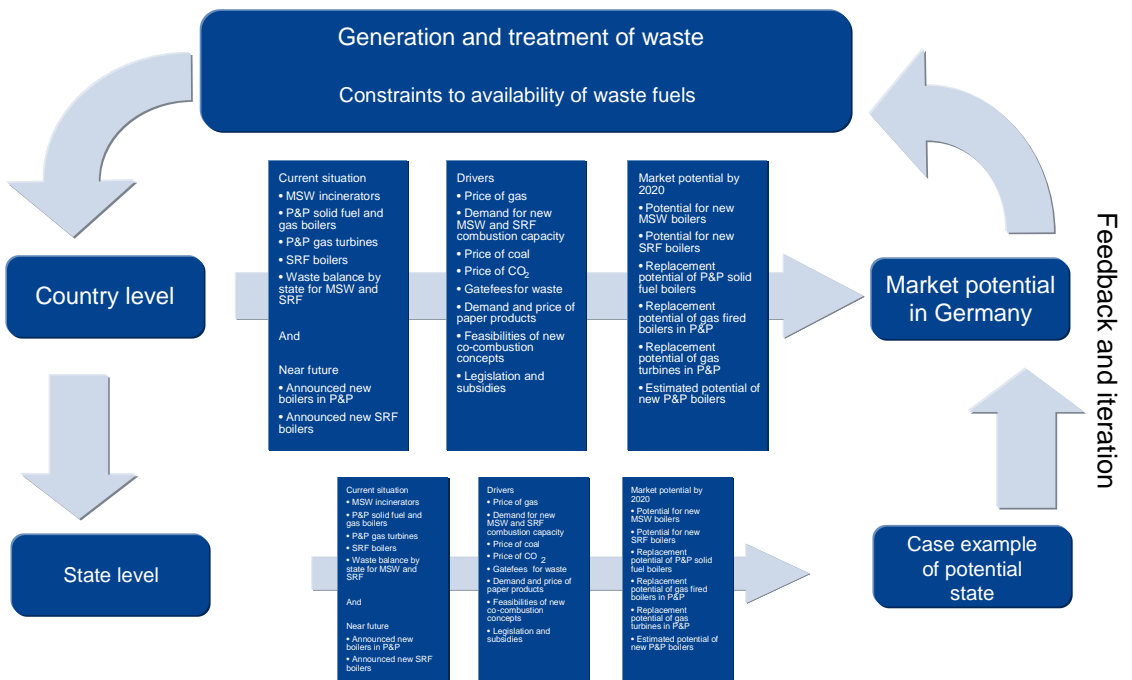 Generation and treatment of waste
Constraints to availability of waste fuels
Country level
Current situation
• MSW incinerators
• P&P solid fuel and
gas boilers
• P&P gas turbines
• SRF boilers
• Waste balance by
state for MSW and
SRF
And
Near future
• Announced new
boilers in P&P
• Announced new SRF
boilers
Drivers
• Price of gas
• Demand for new
MSW and SRF
combustion capacity
• Price of coal
• Price of CO2
• Gatefees for waste
• Demand and price of
paper products
• Feasibilities of new
co-combustion
concepts
• Legislation and
subsidies
Market potential by
2020
• Potential for new
MSW boilers
• Potential for new
SRF boilers
• Replacement
potential of P&P solid
fuel boilers
• Replacement
potential of gas fired
boilers in P&P
• Replacement
potential of gas
turbines in P&P
• Estimated potential of
new P&P boilers
Market potential
in Germany
Feedback and iteration
State level
Current situation
• MSW incinerators
• P&P solid fuel and
gas boilers
• P&P gas turbines
• SRF boilers
• Waste balance by
state for MSW and
SRF
And
Near future
• Announced new
boilers in P&P
• Announced new SRF
boilers
Drivers
• Price of gas
• Demand for new
MSW and SRF
combustion capacity
• Price of coal
• Price of CO 2
• Gatefees for waste
• Demand and price of
paper products
• Feasibilities of new
co-combustion
concepts
• Legislation and
subsidies
Market potential by
2020
• Potential for new
MSW boilers
• Potential for new
SRF boilers
• Replacement
potential of P&P solid
fuel boilers
• Replacement
potential of gas fired
boilers in P&P
• Replacement
potential of gas
turbines in P&P
• Estimated potential of
new P&P boilers
Case example
of potential
state